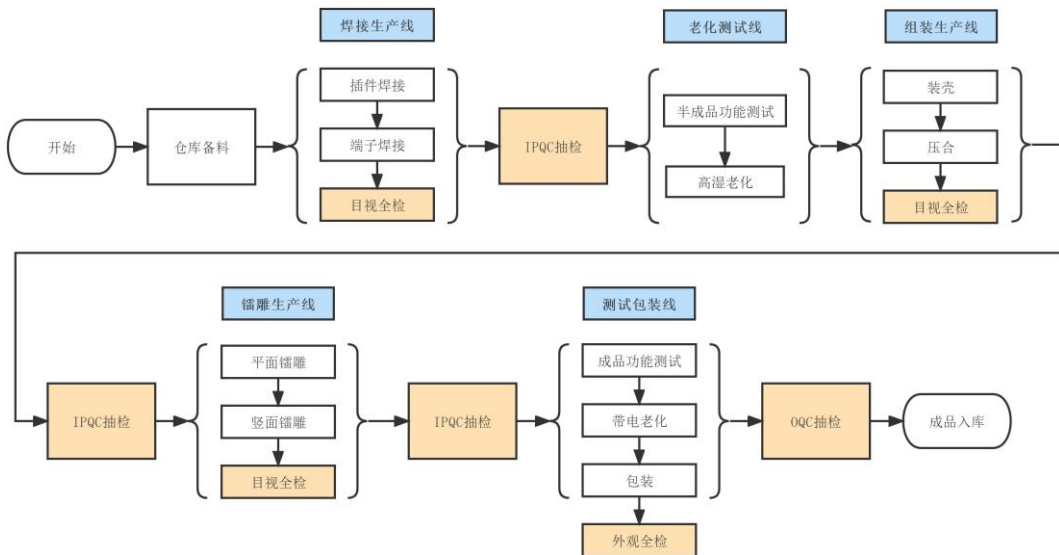 焊接生产线
老化测试线
组装生产线
开始
仓库备料
插件焊接
端子焊接
目视全检
IPQC抽检
半成品功能测试
高湿老化
装壳
压合
目视全检
镭雕生产线
测试包装线
IPQC抽检
平面镭雕
竖面镭雕
目视全检
IPQC抽检
成品功能测试
带电老化
包装
外观全检
OQC抽检
成品入库